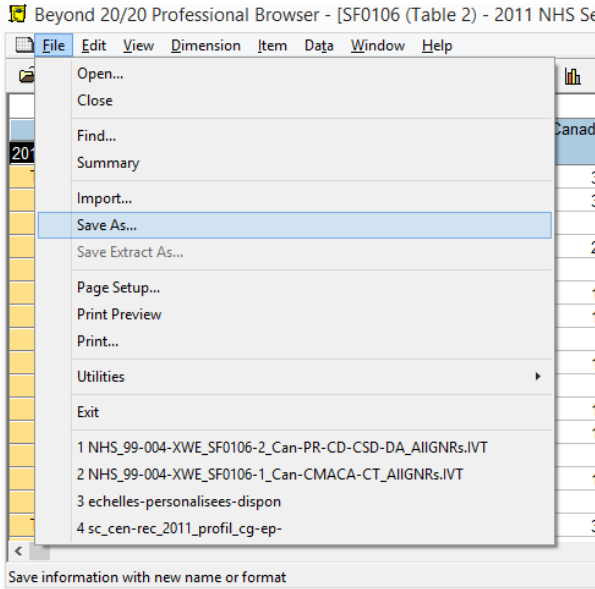 Beyond 20/20 Professional Browser - [SF0106 (Table 2) - 2011 NHS Se
File Edit View Dimension Item Data Window Help
Open...
Close
Canad
Find...
201
Summary
Import...
Save As...
Save Extract As...
Page Setup...
Print Preview
Print...
Utilities
Exit
1 NHS_99-004-XWE_SF0106-2_Can-PR-CD-CSD-DA_AllGNRs.IVT
2 NHS_99-004-XWE_SF0106-1_Can-CMACA-CT_AllGNRs.IVT
3 echelles-personalisees-dispon
4 sc_cen-rec_2011_profil_cg-ep-
Save information with new name or format